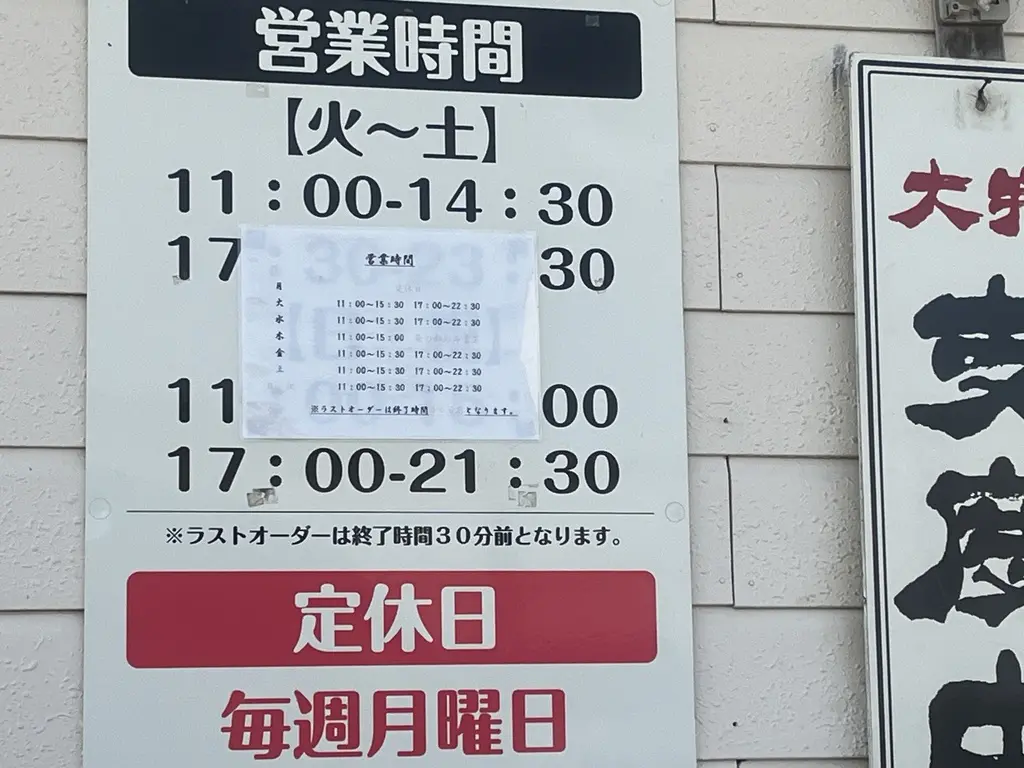 営業時間
【火〜土】
11：00-14：30
17
30
営業時間
月 定休日
火 11：00〜15：30 17：00〜22：30
水 11：00〜15：30 17：00〜22：30
木 11：00〜15：00
金 11：00〜15：30 17：00〜22：30
土 11：00〜15：30 17：00〜22：30
11：00〜15：30 17：00〜22：30
※ラストオーダーは終了時間 となります。
11
00
17：00-21：30
※ラストオーダーは終了時間30分前となります。
定休日
毎週月曜日
大